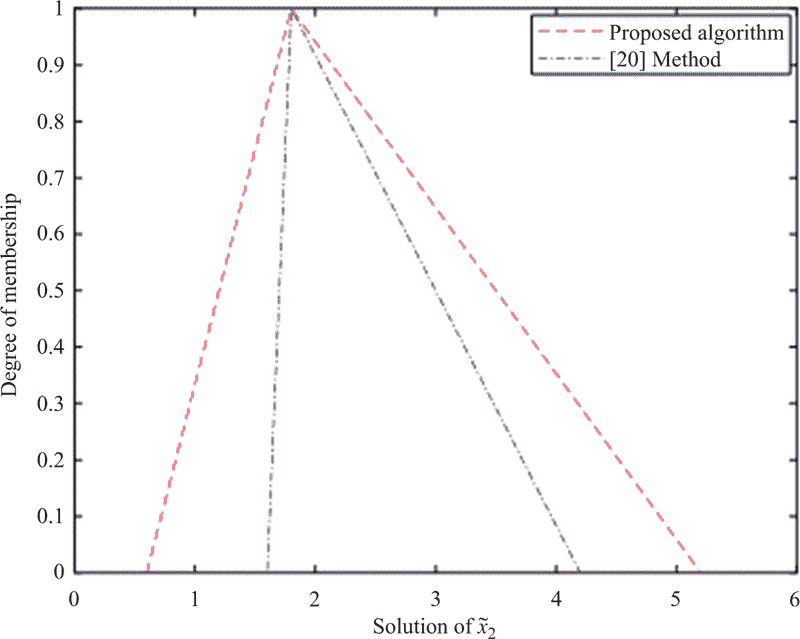 1
0.9
0.8
0.7
0.6
0.5
0.4
0.3
0.2
0.1
0
Degree of membership
Proposed algorithm
[20] Method
0 1 2 3 4 5 6
Solution of x̃₂